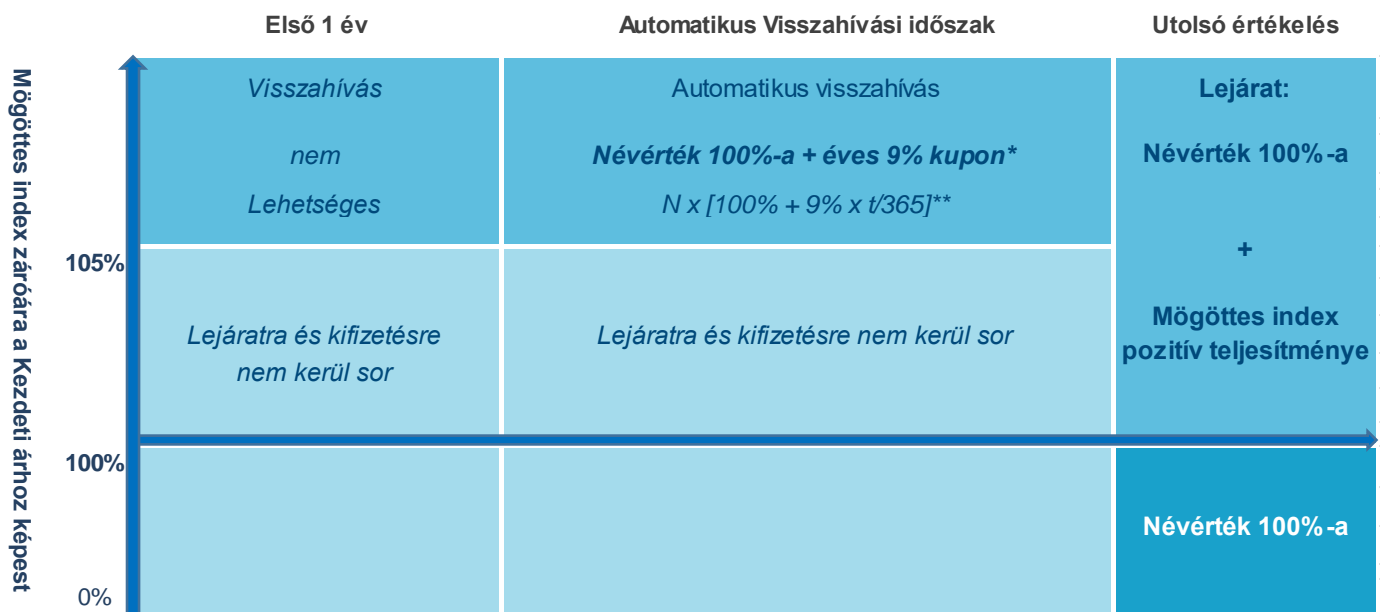 Első 1 év
Automatikus Visszahívási időszak
Utolsó értékelés
Mögöttes index záróára a Kezdeti árhoz képest
Visszahívás
nem
Lehetséges
Automatikus visszahívás
Névérték 100%-a + éves 9% kupon*
N x [100% + 9% x t/365]**
Lejárat:
Névérték 100%-a
+
Mögöttes index
pozitív teljesítménye
105%
Lejáratra és kifizetésre
nem kerül sor
Lejáratra és kifizetésre nem kerül sor
100%
Névérték 100%-a
0%